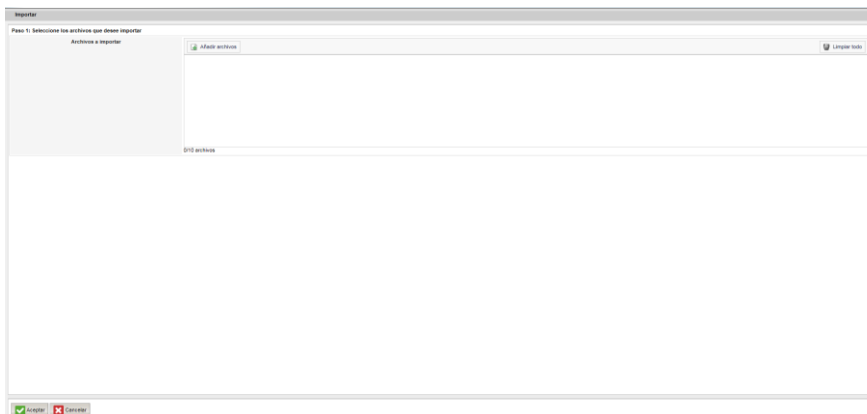 Importar
Paso 1: Seleccione los archivos que desee importar
Archivos a importar
Añadir archivos
Limpiar todo
0/10 archivos
Aceptar
Cancelar